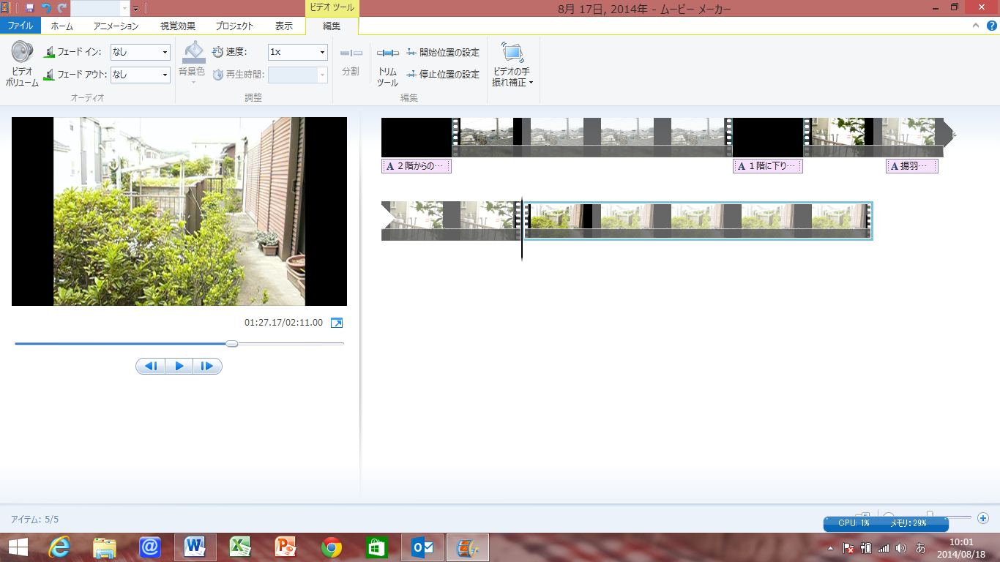 ビデオ ツール
8月 17日, 2014年 - ムービー メーカー
ファイル
ホーム
アニメーション
視覚効果
プロジェクト
表示
編集
ビデオ
ボリューム
フェード イン:
なし
フェード アウト:
なし
オーディオ
背景色
速度:
1x
再生時間:
調整
分割
トリム
ツール
開始位置の設定
停止位置の設定
編集
ビデオの手
振れ補正
A 2 階からの…
A 1 階に下り…
A 揚羽…
01:27.17/02:11.00
アイテム: 5/5
CPU: 1%
メモリ: 29%
あ
10:01
2014/08/18